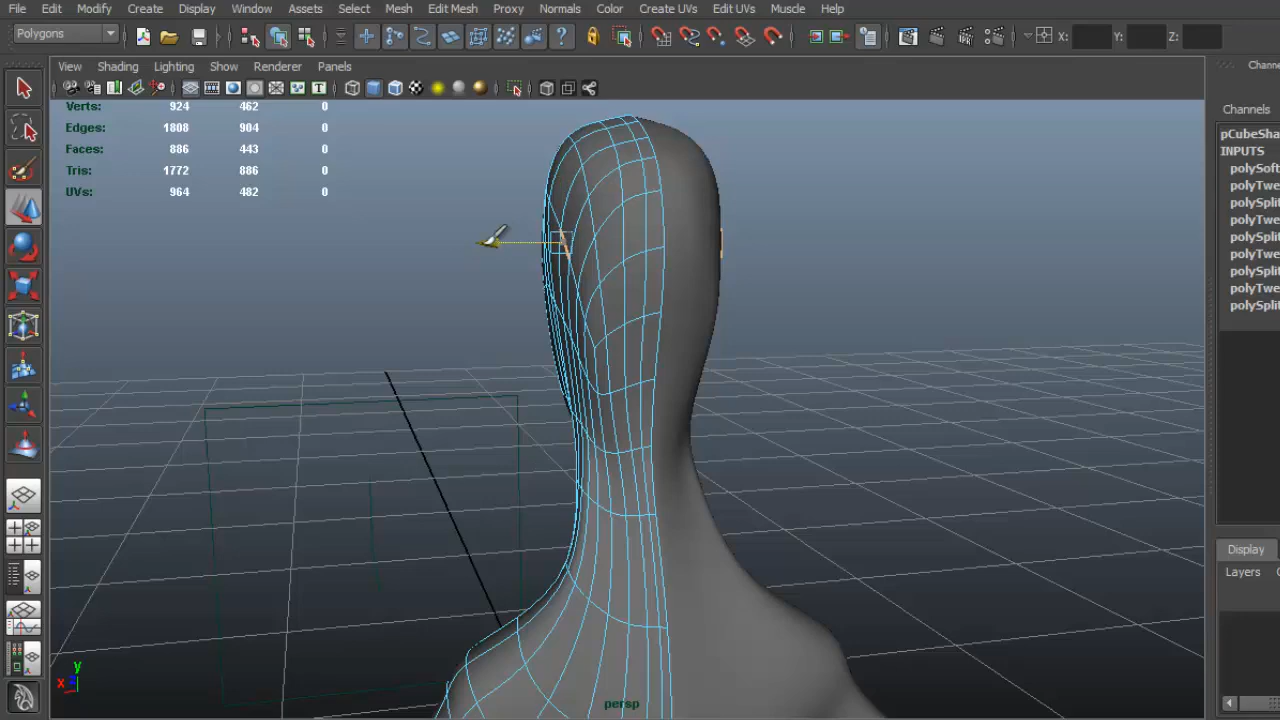 File Edit Modify Create Display Window Assets Select Mesh Edit Mesh Proxy Normals Color Create UVs Edit UVs Muscle Help
Polygons X: Y: Z:
View Shading Lighting Show Renderer Panels
Channe
Channels
Verts: 924 462 0
Edges: 1808 904 0
Faces: 886 443 0
Tris: 1772 886 0
UVs: 964 482 0
pCubeSha
INPUTS
polySoft
polyTwe
polySplit
polyTwe
polySplit
polyTwe
polySplit
polyTwe
polySplit
Display
Layers
y
x
persp